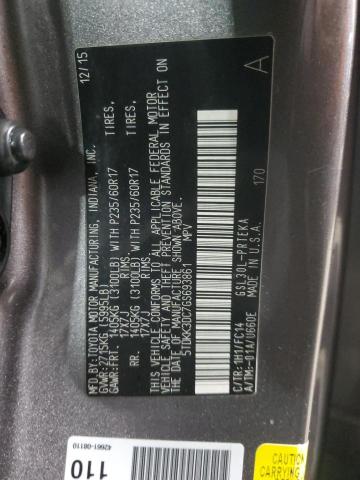 MFD. BY: TOYOTA MOTOR MANUFACTURING, INDIANA, INC. 12/15
GVWR: 2715KG (5995LB)
GAWR: FRT. 1405KG (3100LB) WITH P235/60R17 TIRES,
17X7J RIMS,
RR. 1405KG (3100LB) WITH P235/60R17 TIRES,
17X7J RIMS,
THIS VEHICLE CONFORMS TO ALL APPLICABLE FEDERAL MOTOR
VEHICLE SAFETY, BUMPER, AND THEFT PREVENTION STANDARDS
IN EFFECT ON THE DATE OF MANUFACTURE SHOWN ABOVE.
MPV
A
170
C/TR: 1H1/FC14 GSL30L-PRTEKA
A/TM: -01A/U660E MADE IN U.S.A.
42661-08110
110
CAUTION
CARRYING